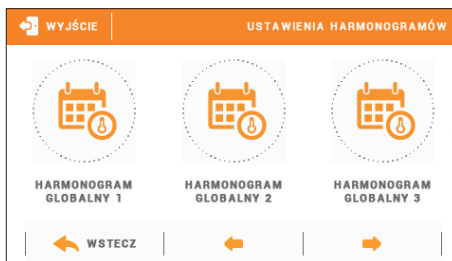 WYJŚCIE
USTAWIENIA HARMONOGRAMÓW
HARMONOGRAM
GLOBALNY 1
HARMONOGRAM
GLOBALNY 2
HARMONOGRAM
GLOBALNY 3
WSTECZ